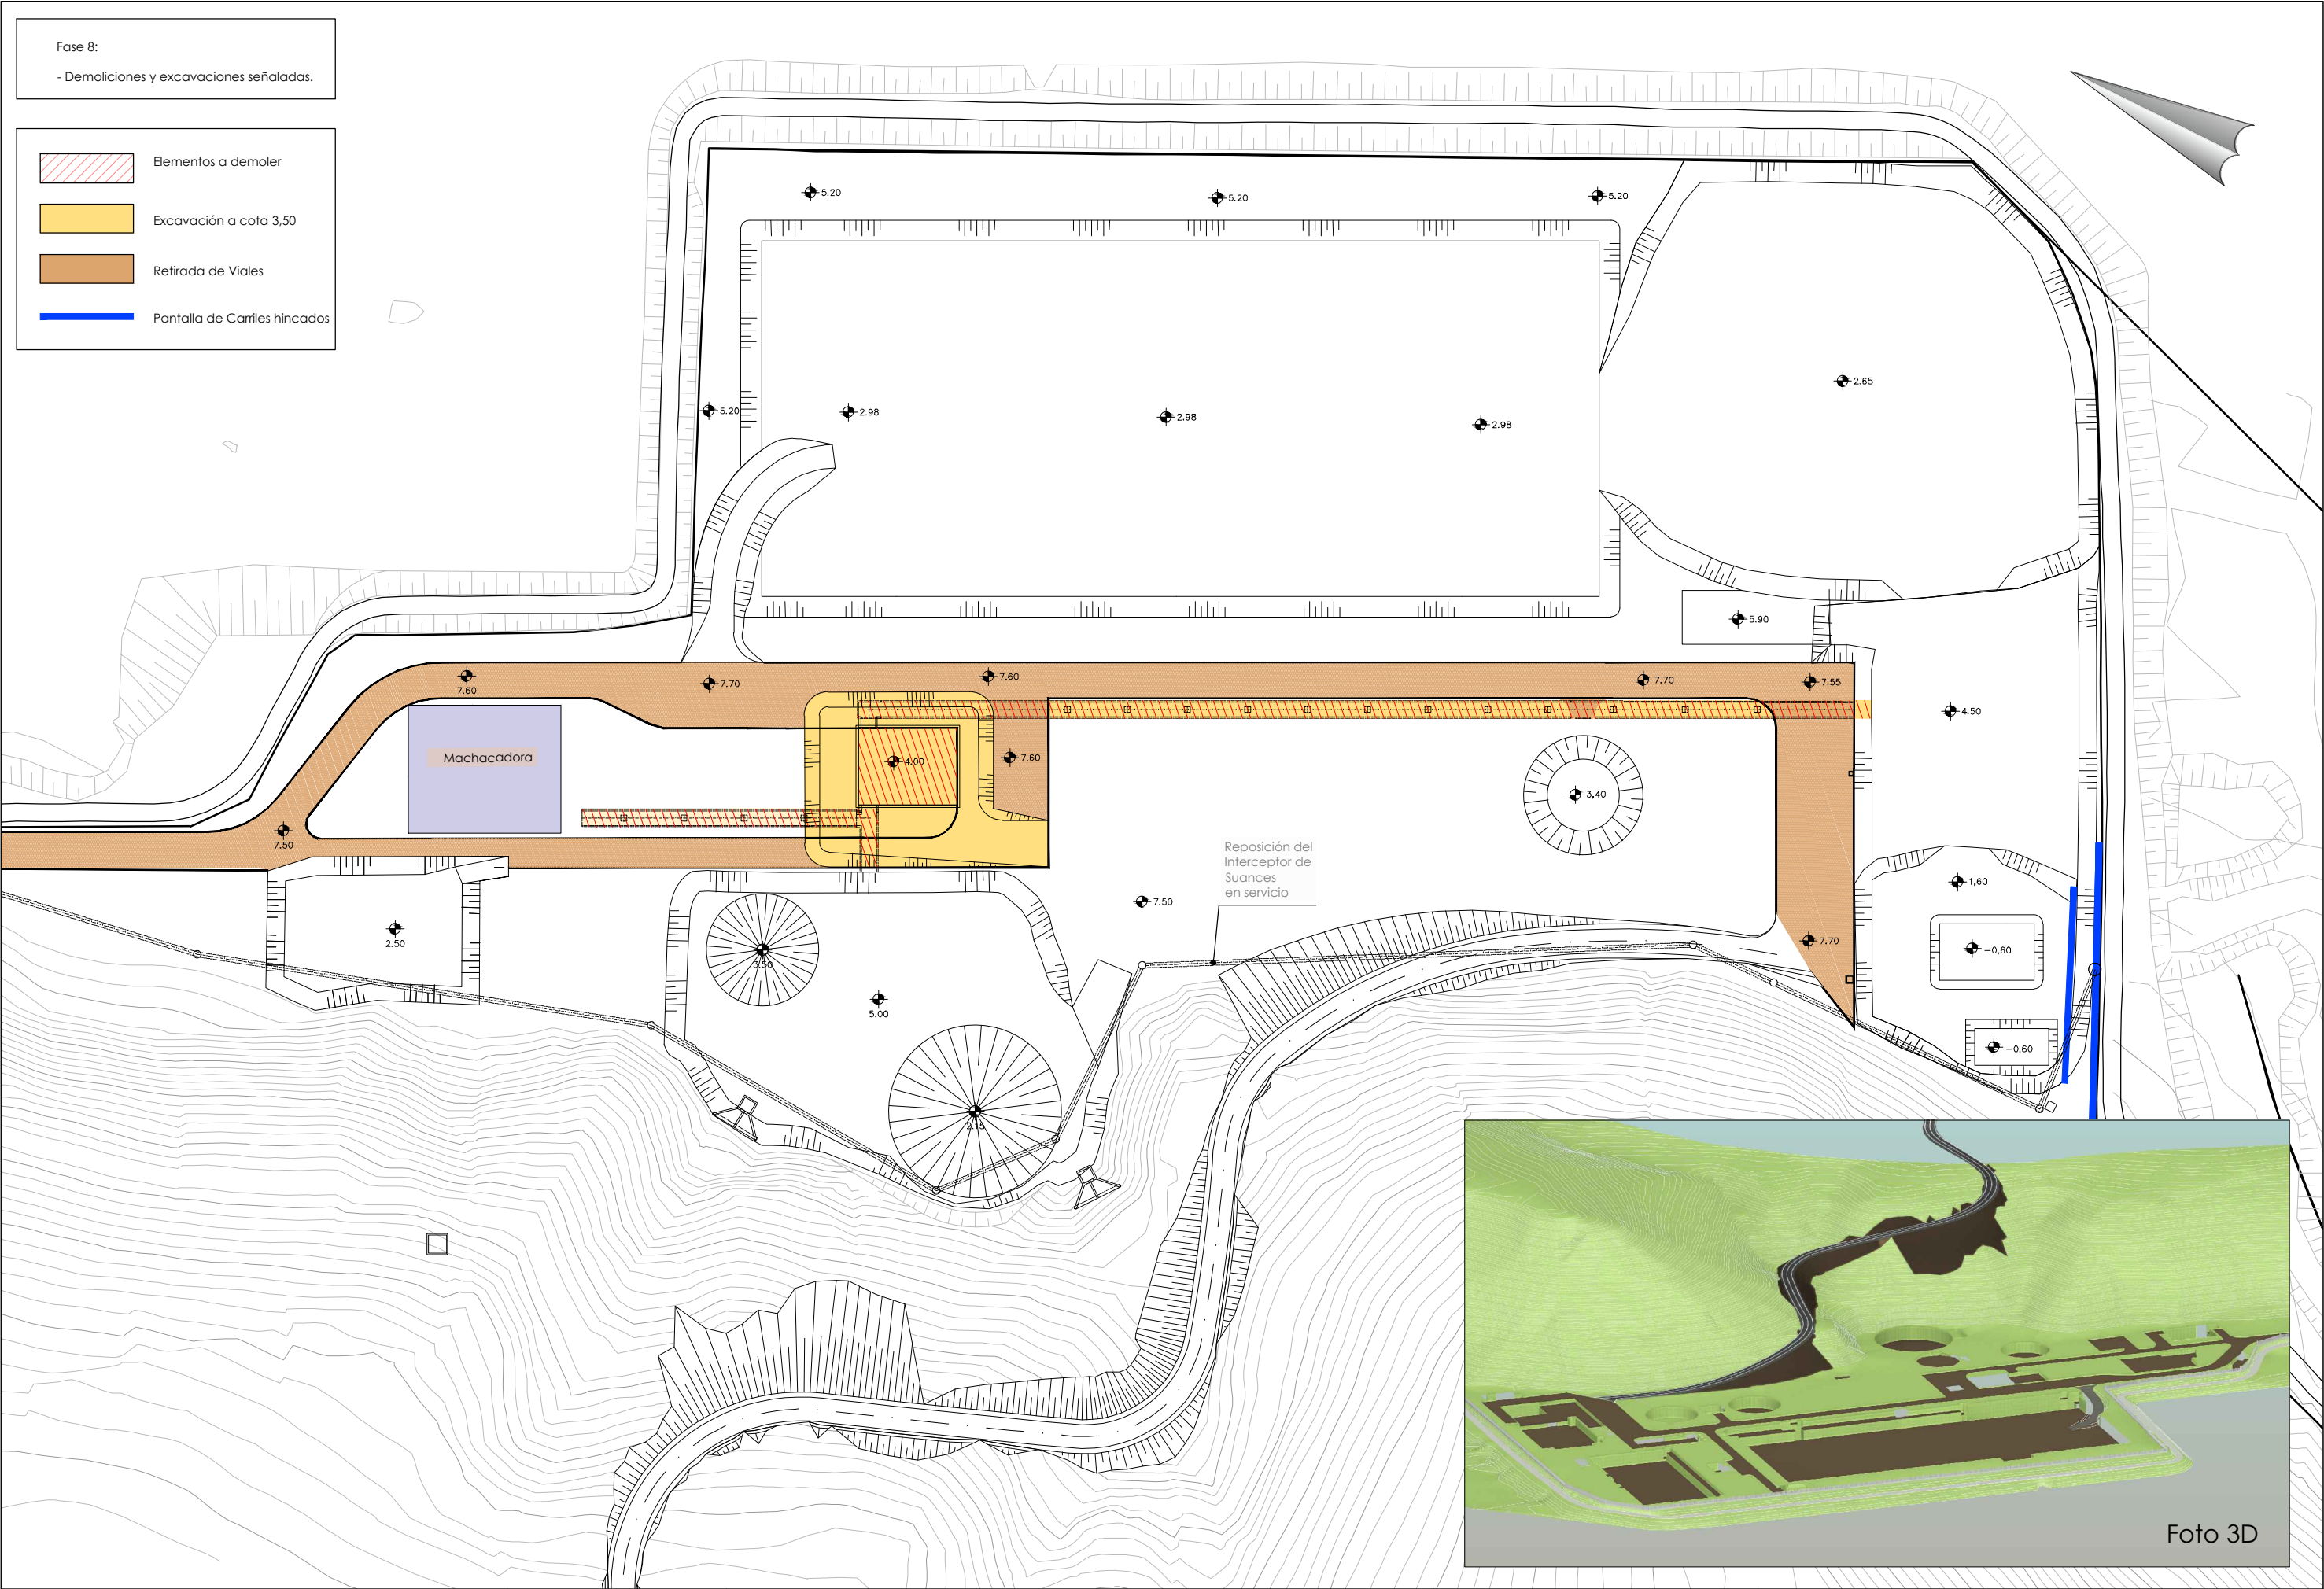 Fase 8:
- Demoliciones y excavaciones señaladas.
Elementos a demoler
Excavación a cota 3,50
Retirada de Viales
Pantalla de Carriles hincados
5.20
5.20
5.20
5.20
2.98
2.98
2.98
2.65
5.90
7.60
7.70
7.60
7.70
7.55
4.50
Machacadora
4.00
7.60
3,40
7.50
Reposición del
Interceptor de
Suances
en servicio
1,60
7.50
2.50
7.70
-0,60
3.50
5.00
-0,60
2.15
Foto 3D